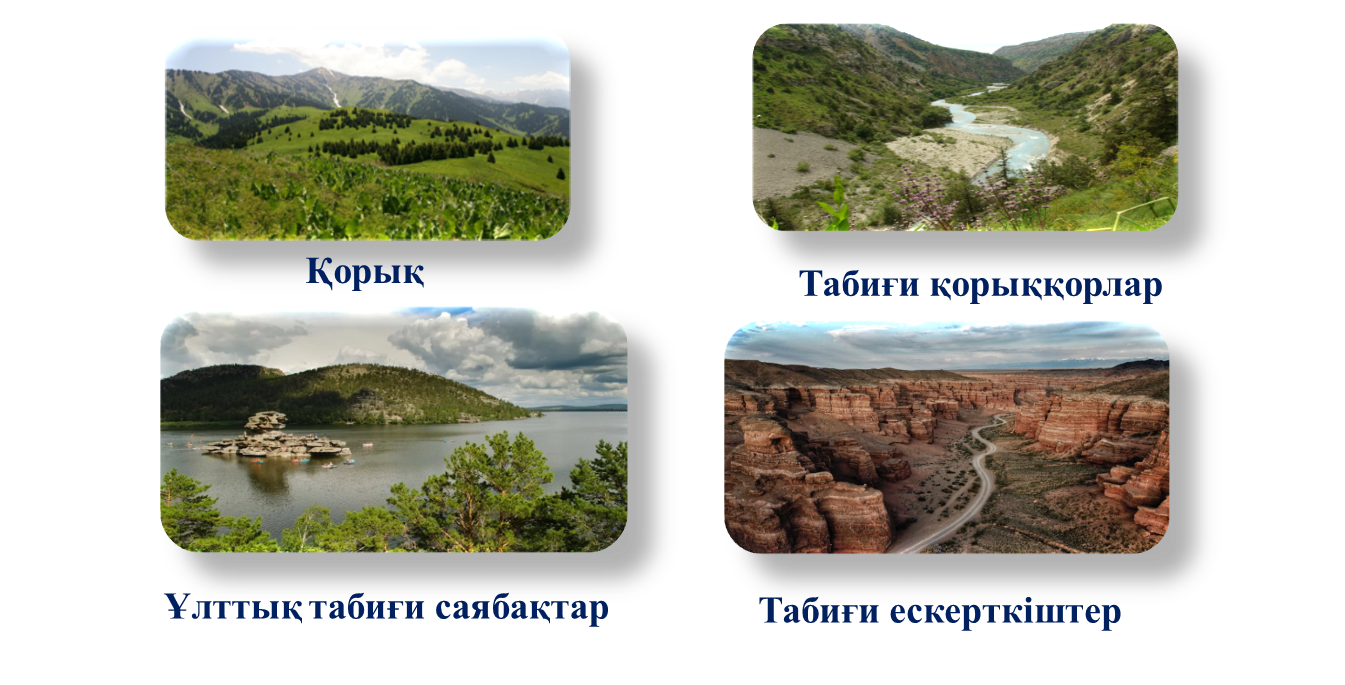 Қорық
Табиғи қорыққорлар
Ұлттық табиғи саябақтар
Табиғи ескерткіштер